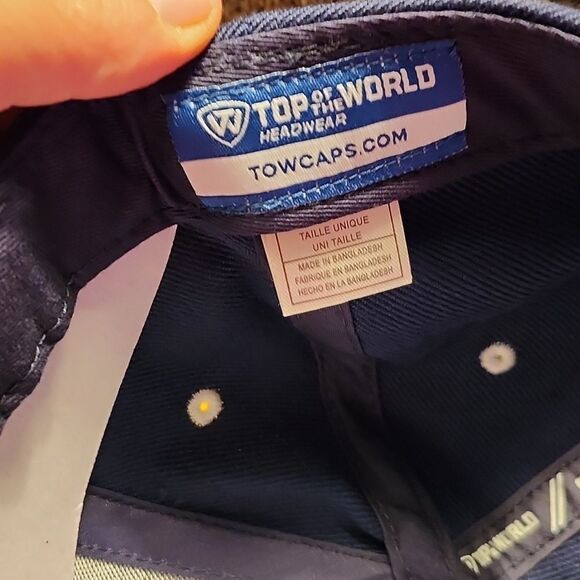 TOP OF THE WORLD
HEADWEAR
TOWCAPS.COM
TAILLE UNIQUE
UNI TAILLE
MADE IN BANGLADESH
FABRIQUE EN BANGLADESH
HECHO EN LA BANGLADESH
WORLD //